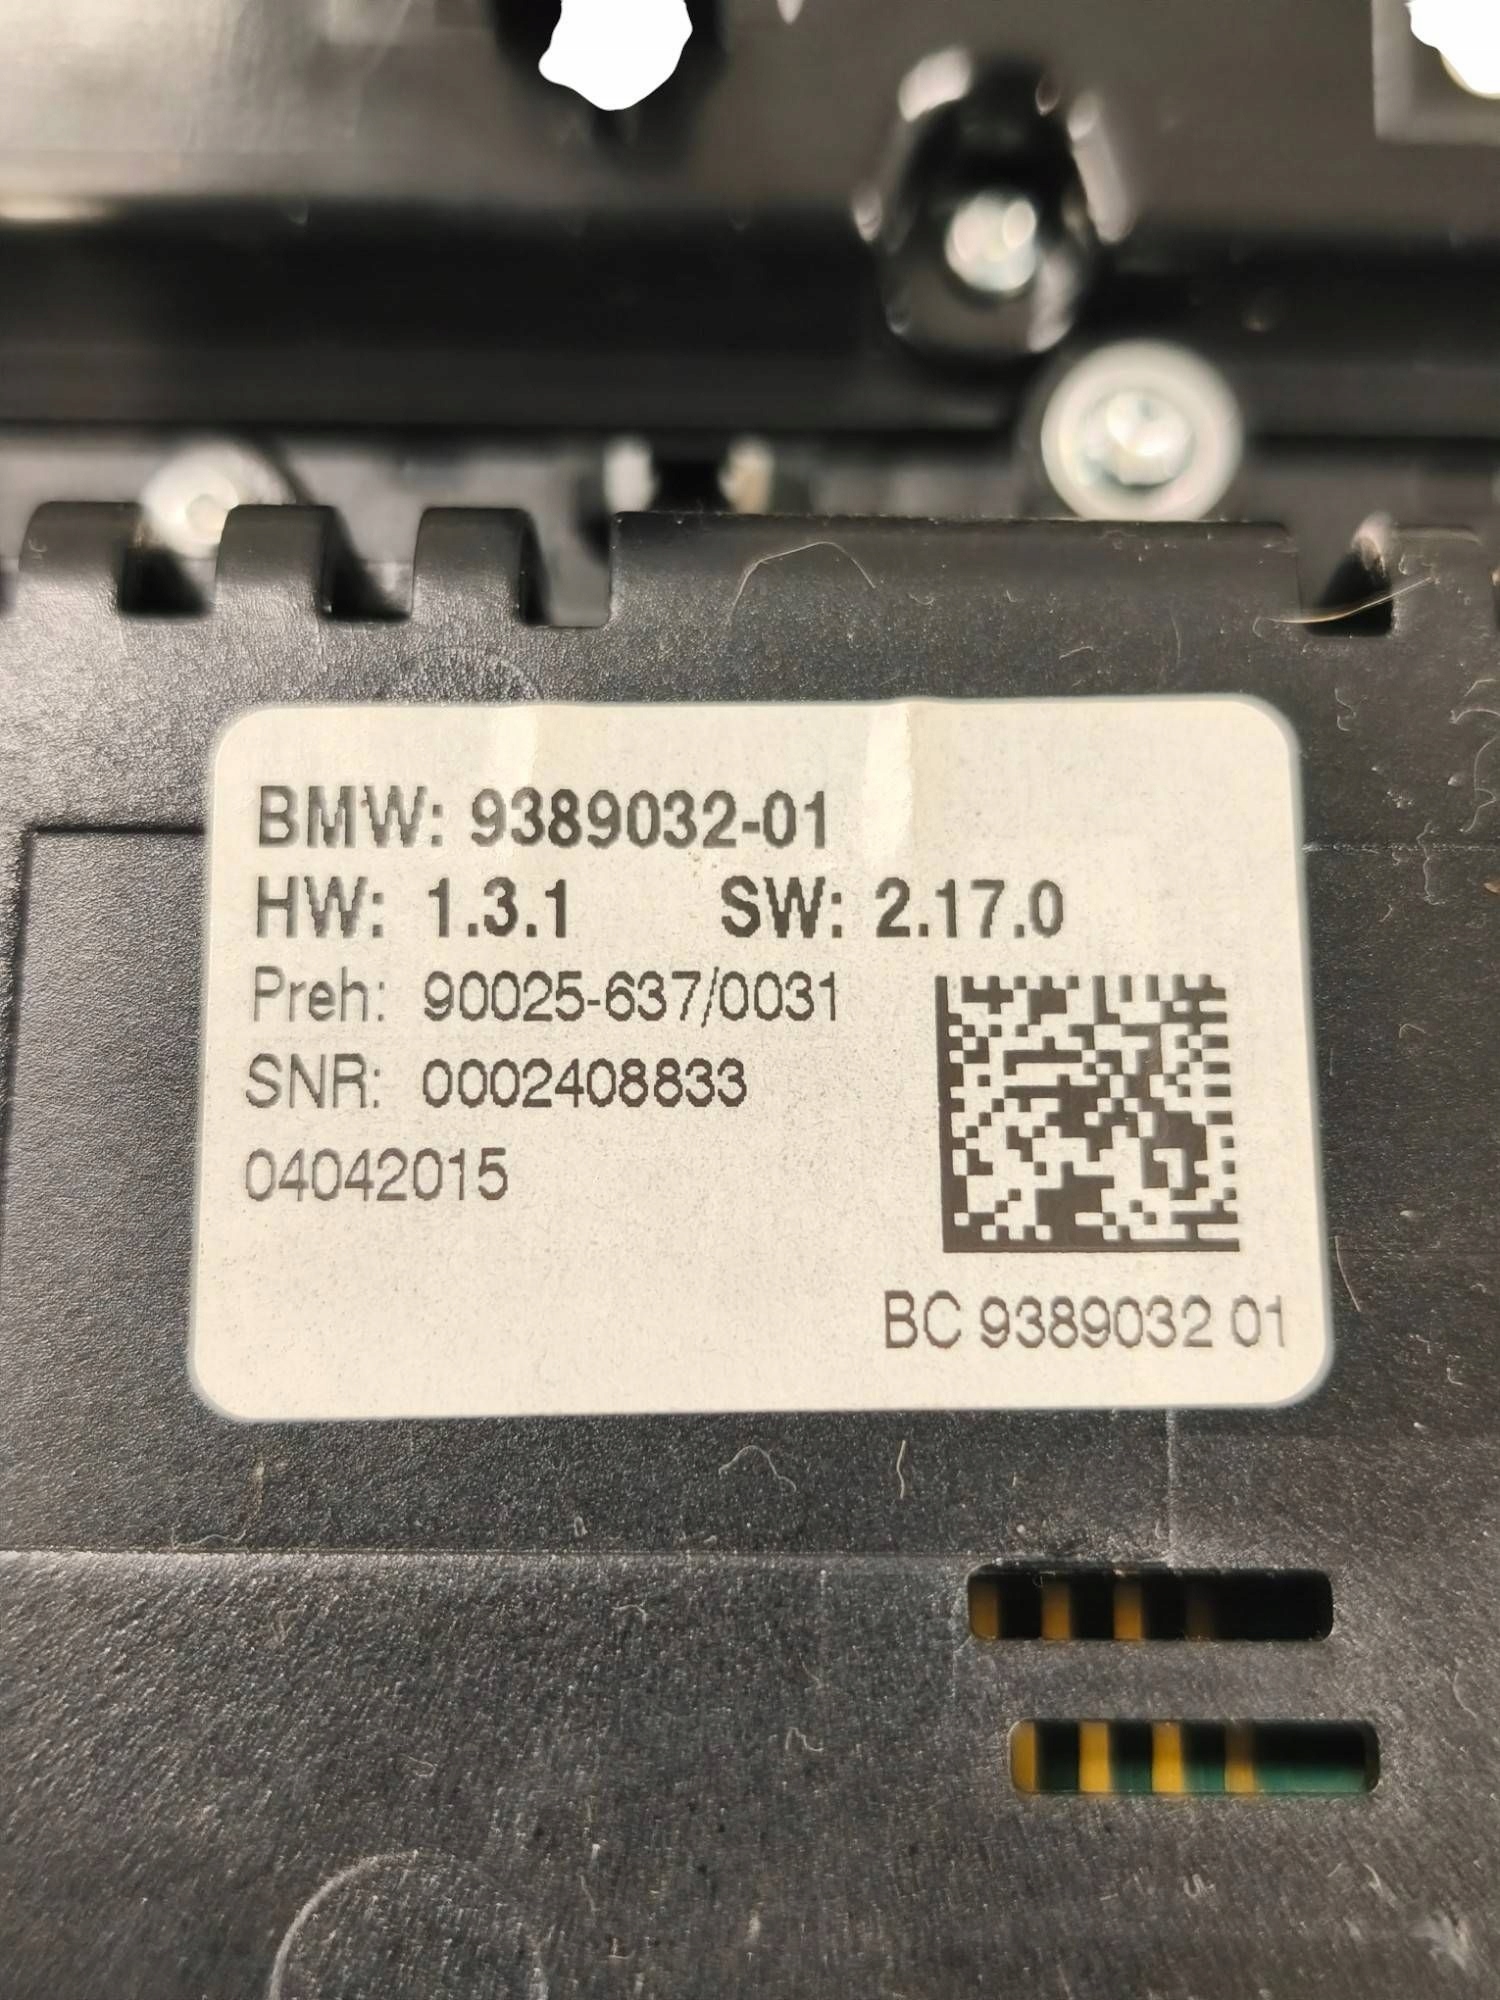 BMW: 9389032-01
HW: 1.3.1 SW: 2.17.0
Preh: 90025-637/0031
SNR: 0002408833
04042015
BC 9389032 01